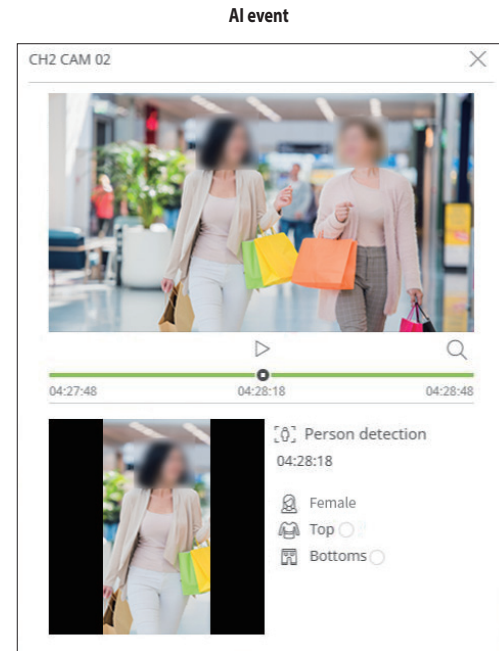 AI event
CH2 CAM 02
04:27:48 04:28:18 04:28:48
Person detection
04:28:18
Female
Top
Bottoms